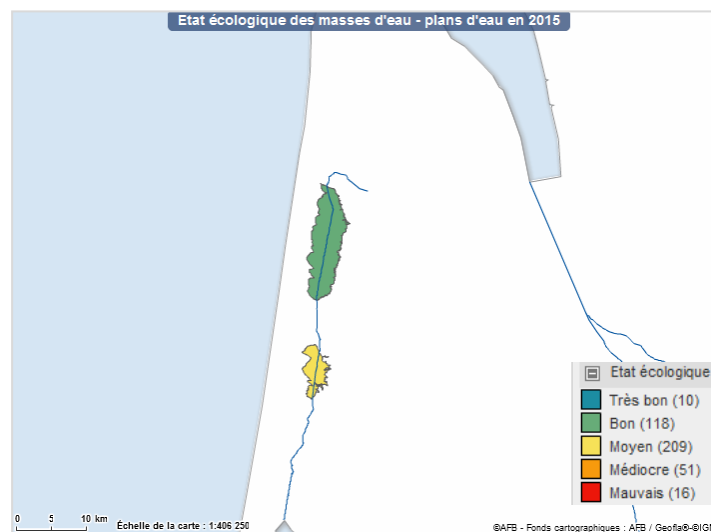 Etat écologique des masses d'eau - plans d'eau en 2015
Etat écologique
Très bon (10)
Bon (118)
Moyen (209)
Médiocre (51)
Mauvais (16)
0 5 10 km
Échelle de la carte : 1:406 250
©AFB - Fonds cartographiques : AFB / Geofla®-©IGN